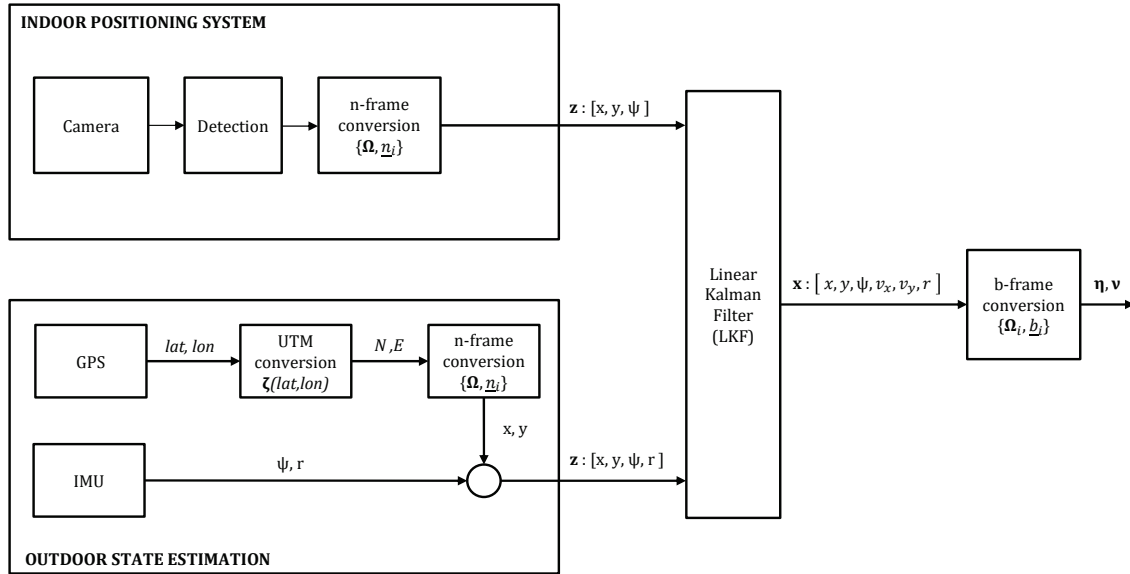 INDOOR POSITIONING SYSTEM
Camera
Detection
n-frame
conversion
{Ω, n_i}
z : [x, y, ψ ]
Linear
Kalman
Filter
(LKF)
x : [ x, y, ψ, v_x, v_y, r ]
b-frame
conversion
{Ω_i, b_i}
η, ν
GPS
lat, lon
UTM
conversion
ζ(lat,lon)
N ,E
n-frame
conversion
{Ω, n_i}
x, y
IMU
ψ, r
z : [x, y, ψ, r ]
OUTDOOR STATE ESTIMATION